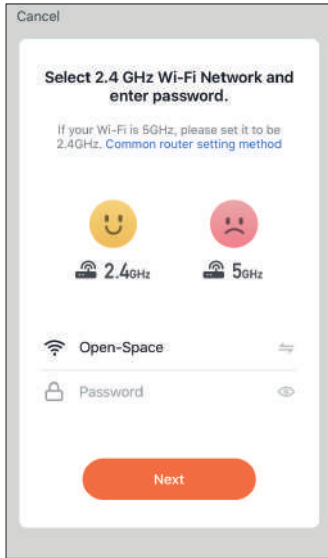 Cancel
Select 2.4 GHz Wi-Fi Network and
enter password.
If your Wi-Fi is 5GHz, please set it to be
2.4GHz. Common router setting method
2.4GHz
5GHz
Open-Space
Password
Next